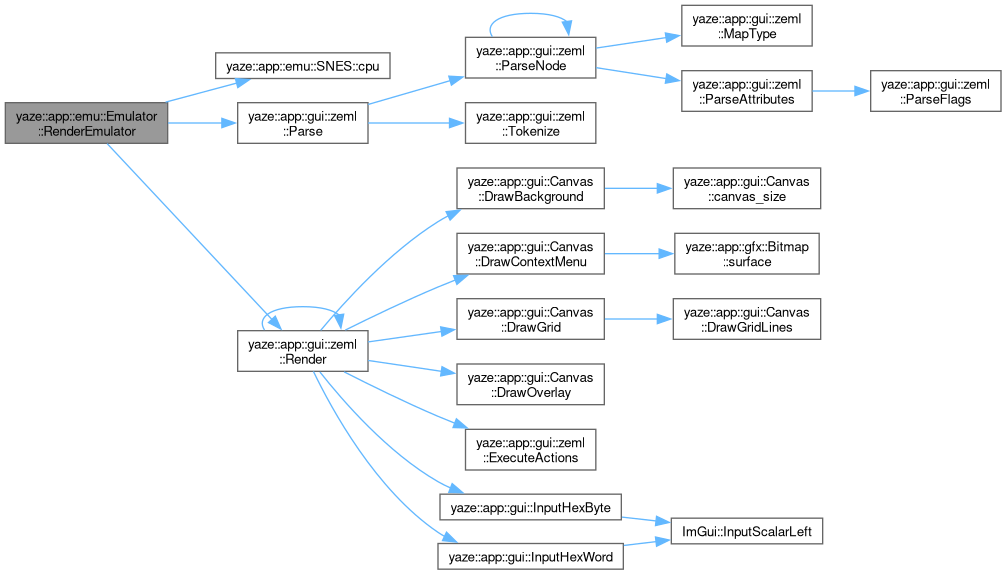 yaze::app::emu::Emulator
::RenderEmulator
yaze::app::emu::SNES::cpu
yaze::app::gui::zeml
::Parse
yaze::app::gui::zeml
::ParseNode
yaze::app::gui::zeml
::MapType
yaze::app::gui::zeml
::ParseAttributes
yaze::app::gui::zeml
::ParseFlags
yaze::app::gui::zeml
::Tokenize
yaze::app::gui::zeml
::Render
yaze::app::gui::Canvas
::DrawBackground
yaze::app::gui::Canvas
::canvas_size
yaze::app::gui::Canvas
::DrawContextMenu
yaze::app::gfx::Bitmap
::surface
yaze::app::gui::Canvas
::DrawGrid
yaze::app::gui::Canvas
::DrawGridLines
yaze::app::gui::Canvas
::DrawOverlay
yaze::app::gui::zeml
::ExecuteActions
yaze::app::gui::InputHexByte
ImGui::InputScalarLeft
yaze::app::gui::InputHexWord